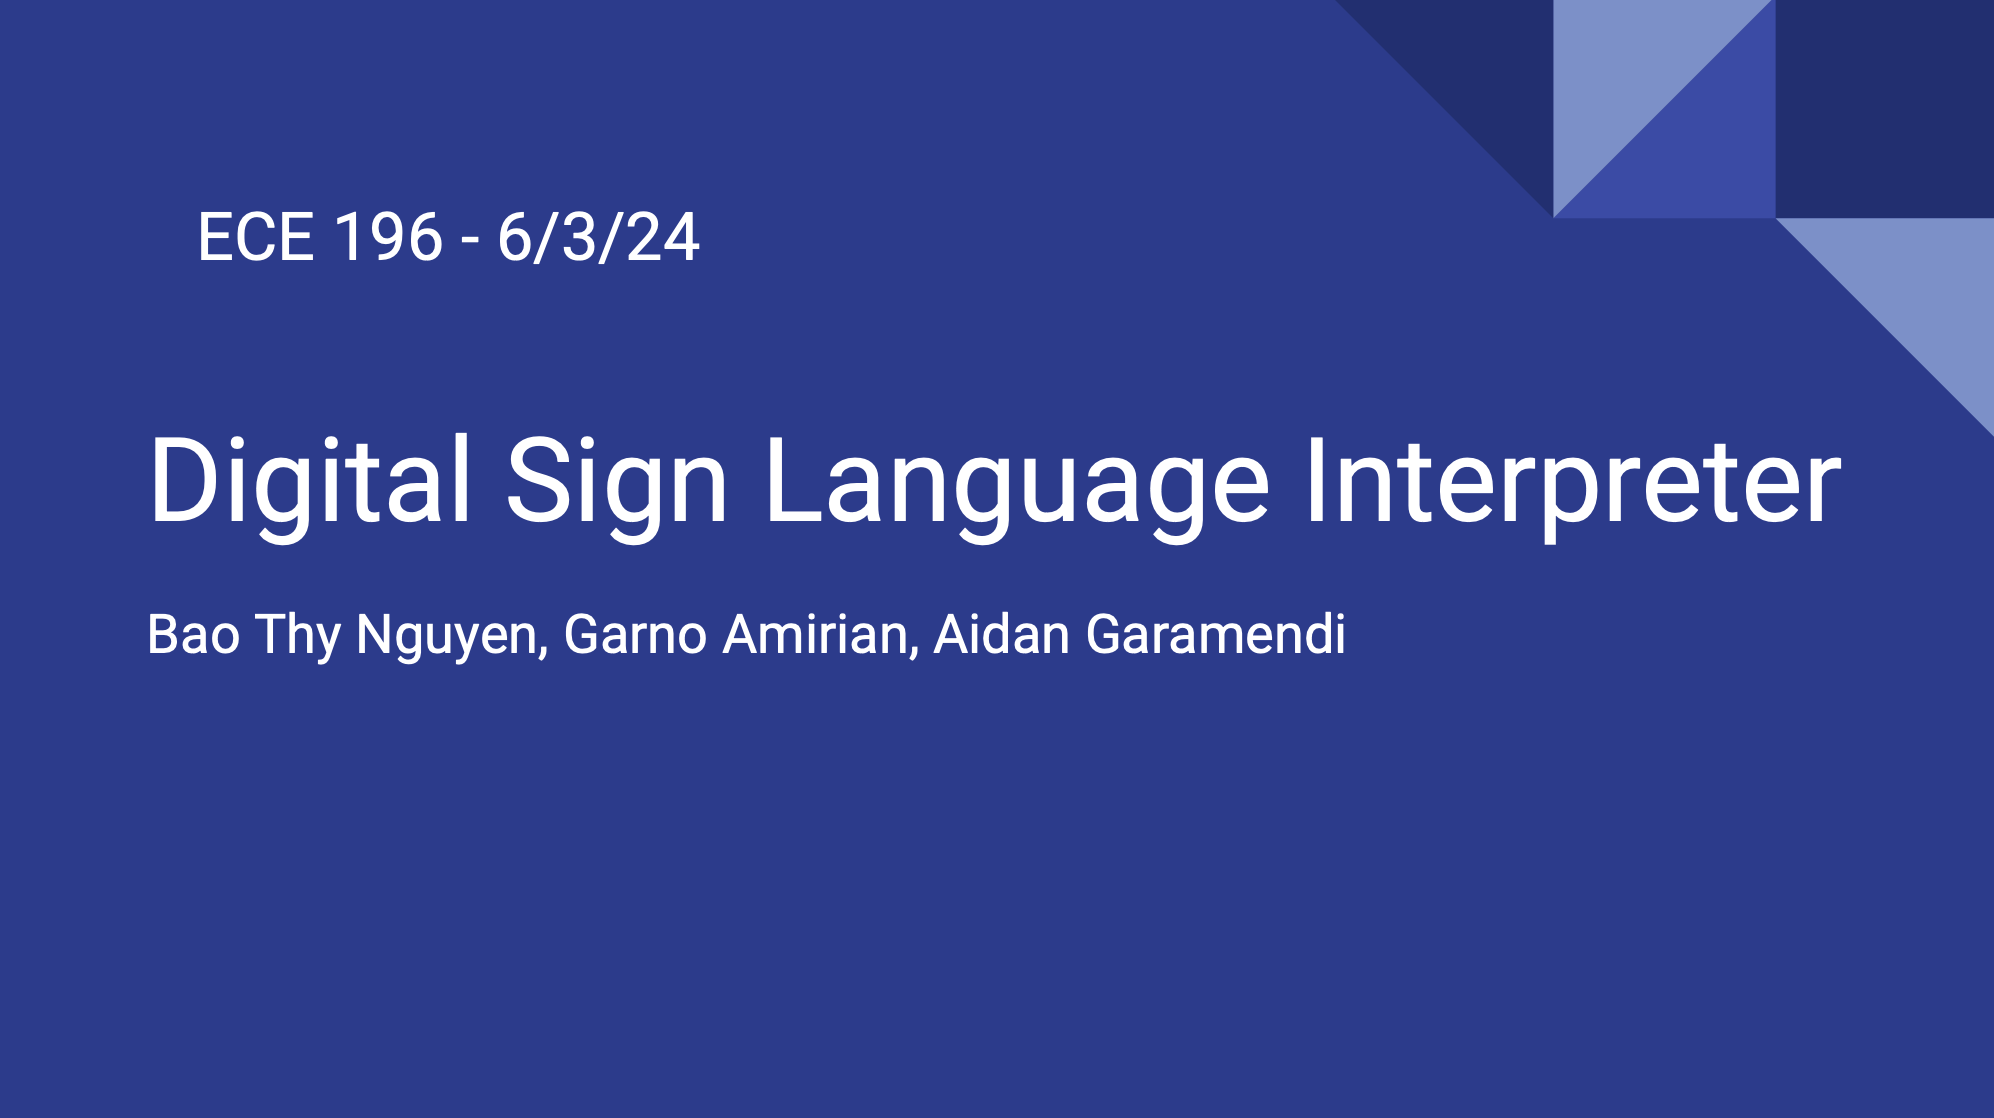 ECE 196 - 6/3/24
Digital Sign Language Interpreter
Bao Thy Nguyen, Garno Amirian, Aidan Garamendi